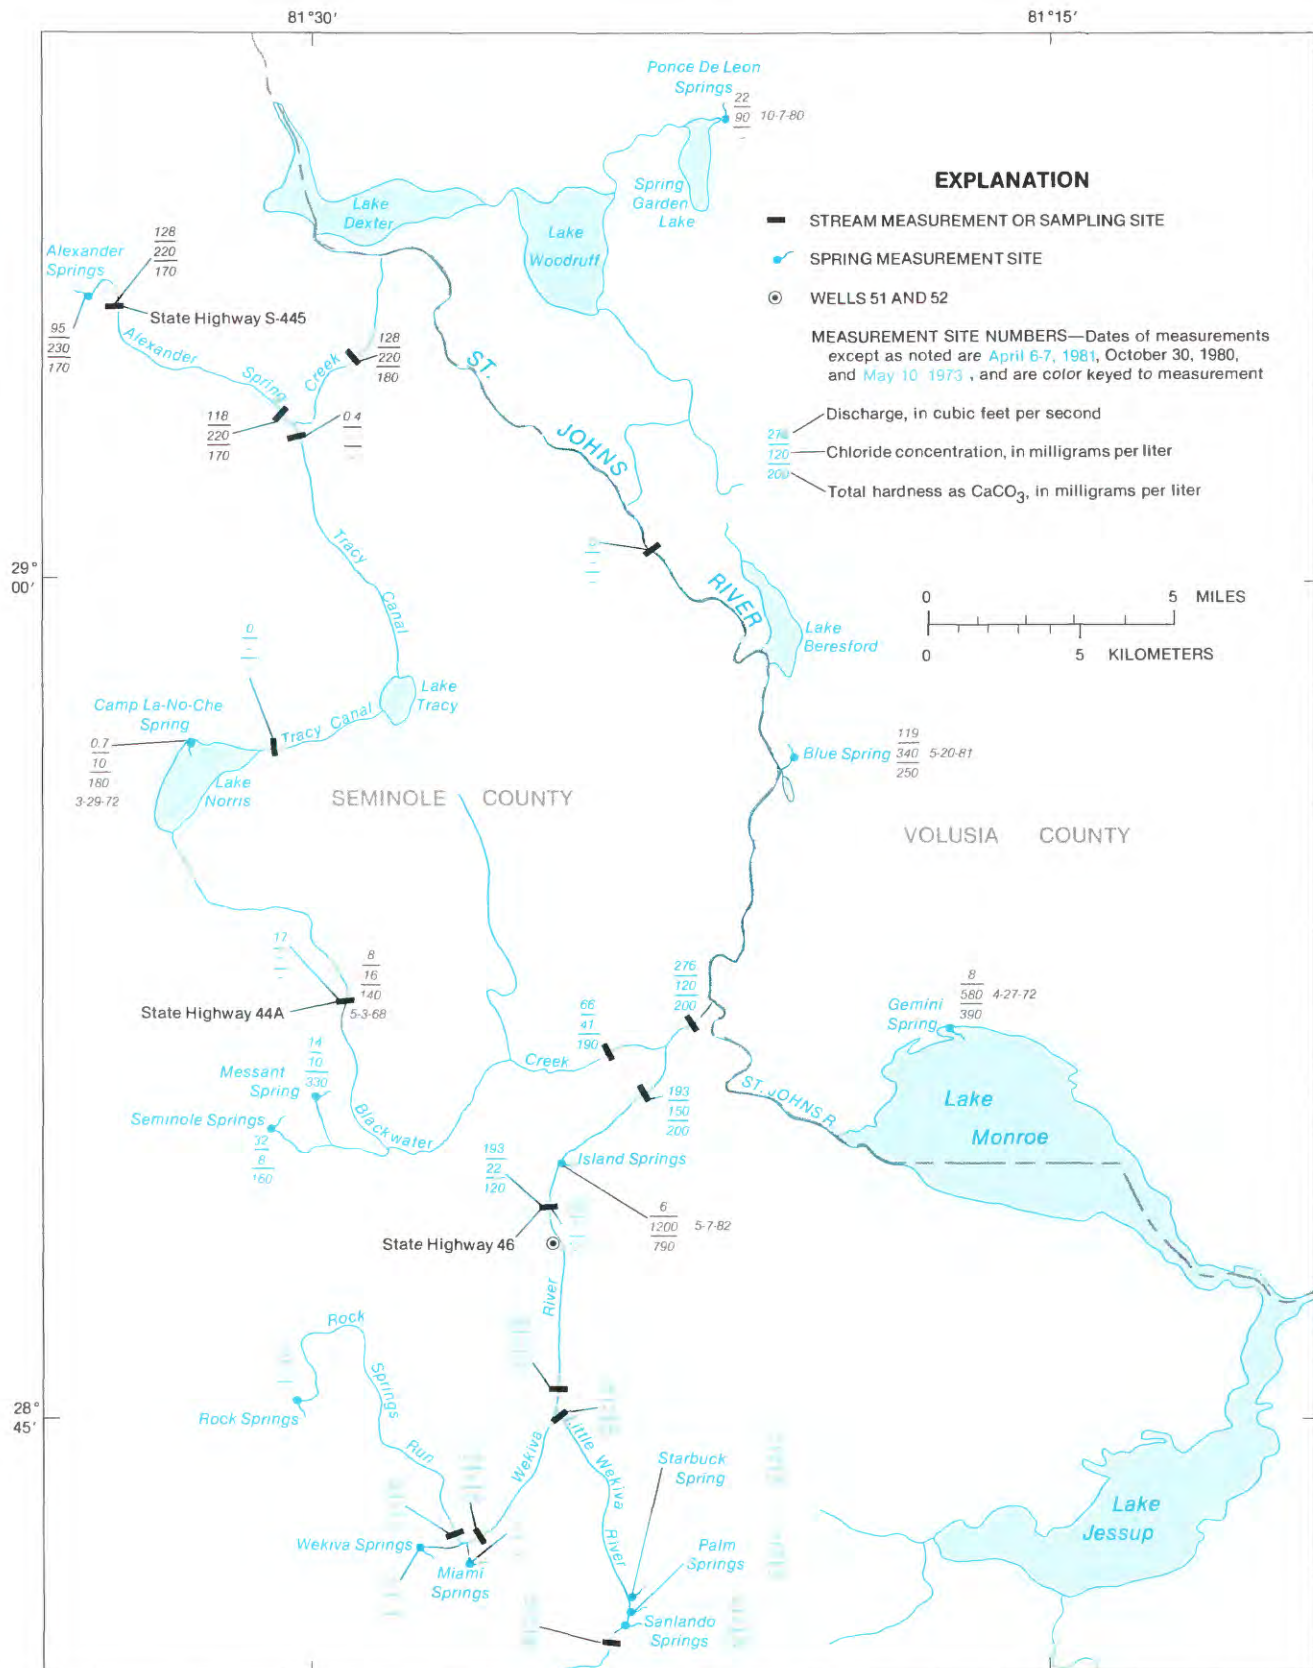 81°30′
81°15′
Ponce De Leon
Springs
22
90 10-7-80
–
Spring
Garden
Lake
Lake
Dexter
Lake
Woodruff
EXPLANATION
STREAM MEASUREMENT OR SAMPLING SITE
SPRING MEASUREMENT SITE
WELLS 51 AND 52
MEASUREMENT SITE NUMBERS—Dates of measurements
except as noted are April 6-7, 1981, October 30, 1980,
and May 10 1973 , and are color keyed to measurement
Discharge, in cubic feet per second
276
120
200
Chloride concentration, in milligrams per liter
Total hardness as CaCO3, in milligrams per liter
128
220
170
Alexander
Springs
State Highway S-445
95
230
170
Alexander
Spring
Creek
128
220
180
118
220
170
0.4
ST.
JOHNS
RIVER
Tracy
Canal
29°
00′
0 5 MILES
0 5 KILOMETERS
Lake
Beresford
0
Lake
Tracy
Tracy Canal
Camp La-No-Che
Spring
0.7
10
180
3-29-72
Lake
Norris
Blue Spring
119
340 5-20-81
250
SEMINOLE COUNTY
VOLUSIA COUNTY
17
8
16
140
5-3-68
State Highway 44A
276
120
200
66
41
190
Creek
8
580 4-27-72
390
Gemini
Spring
14
10
330
Messant
Spring
Seminole Springs
32
8
160
Blackwater
193
150
200
ST. JOHNS R.
Lake
Monroe
193
22
120
Island Springs
6
1200 5-7-82
790
State Highway 46
River
Rock
Springs
Run
Rock Springs
28°
45′
Wekiva
Little Wekiva
River
Starbuck
Spring
Palm
Springs
Sanlando
Springs
Wekiva Springs
Miami
Springs
Lake
Jessup